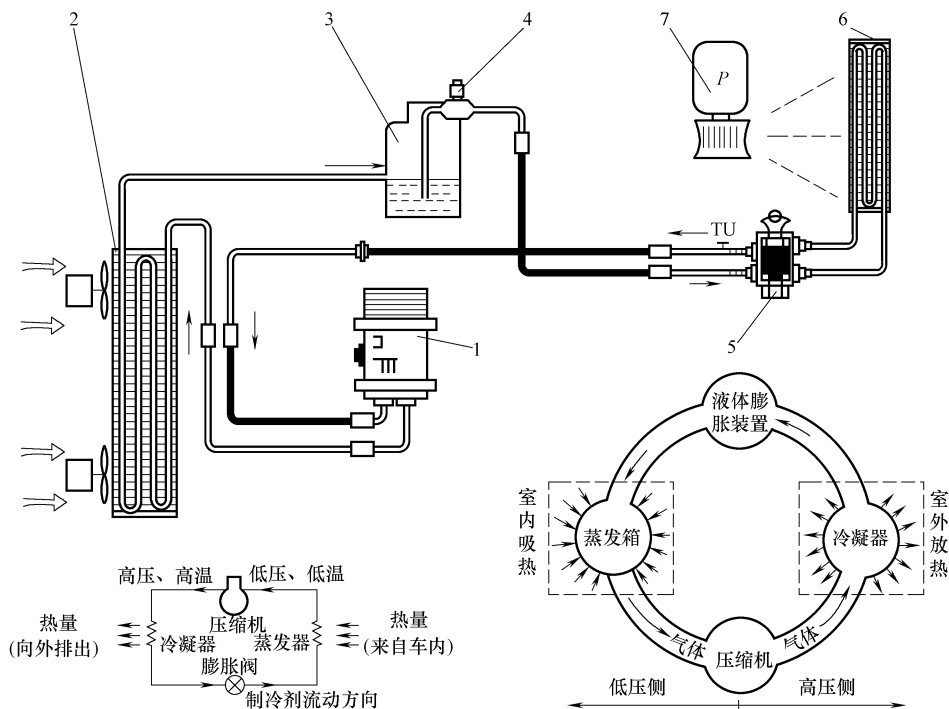 2
3
4
7
6
P
TU
5
1
液体膨
胀装置
室内吸热
蒸发箱
冷凝器
室外放热
气体
压缩机
气体
低压侧
高压侧
高压、高温
低压、低温
热量
(向外排出)
压缩机
冷凝器
蒸发器
热量
(来自车内)
膨胀阀
制冷剂流动方向